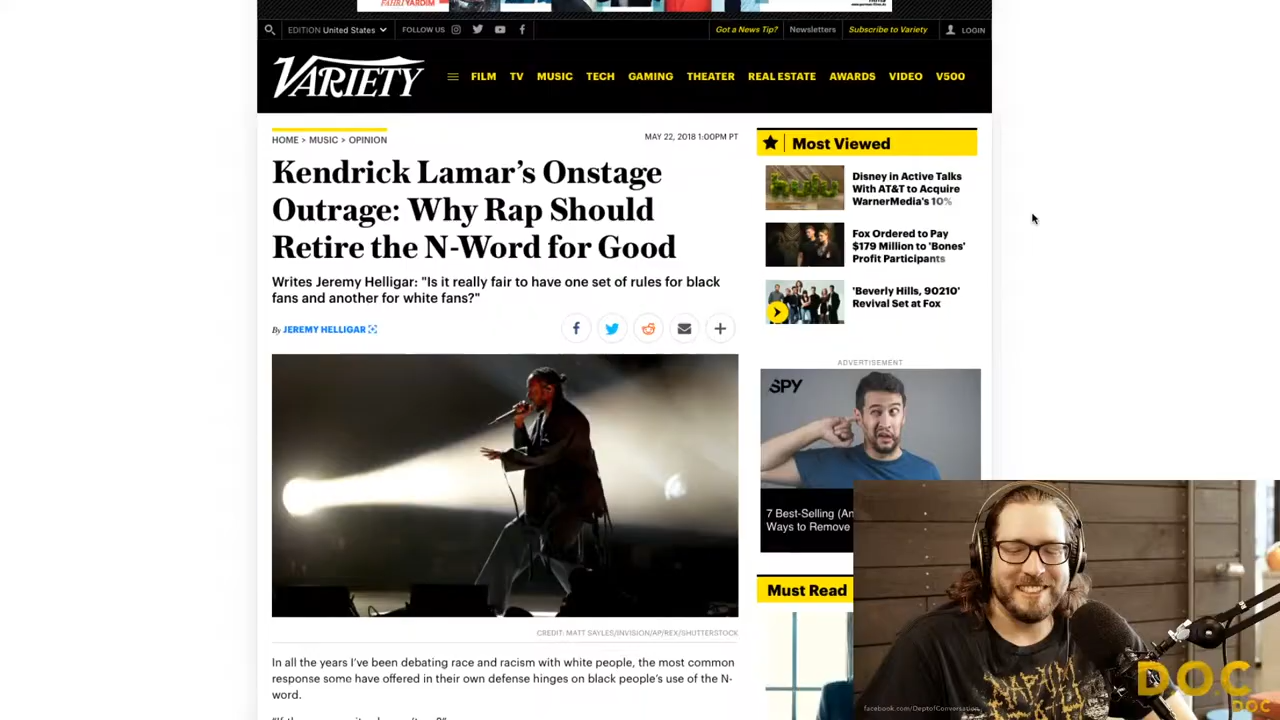 FAHRİ YARDIM
EDITION United States
FOLLOW US
Got a News Tip?
Newsletters
Subscribe to Variety
LOGIN
VARIETY
FILM TV MUSIC TECH GAMING THEATER REAL ESTATE AWARDS VIDEO V500
HOME > MUSIC > OPINION
MAY 22, 2018 1:00PM PT
Kendrick Lamar’s Onstage
Outrage: Why Rap Should
Retire the N-Word for Good
Writes Jeremy Helligar: "Is it really fair to have one set of rules for black
fans and another for white fans?"
By JEREMY HELLIGAR
CREDIT: MATT SAYLES/INVISION/AP/REX/SHUTTERSTOCK
In all the years I’ve been debating race and racism with white people, the most common
response some have offered in their own defense hinges on black people’s use of the N-
word.
Most Viewed
hulu
Disney in Active Talks
With AT&T to Acquire
WarnerMedia's 10%
Fox Ordered to Pay
$179 Million to 'Bones'
Profit Participants
'Beverly Hills, 90210'
Revival Set at Fox
ADVERTISEMENT
SPY
7 Best-Selling (An
Ways to Remove
Must Read
D.O.C
DOC
facebook.com/DeptofConversation